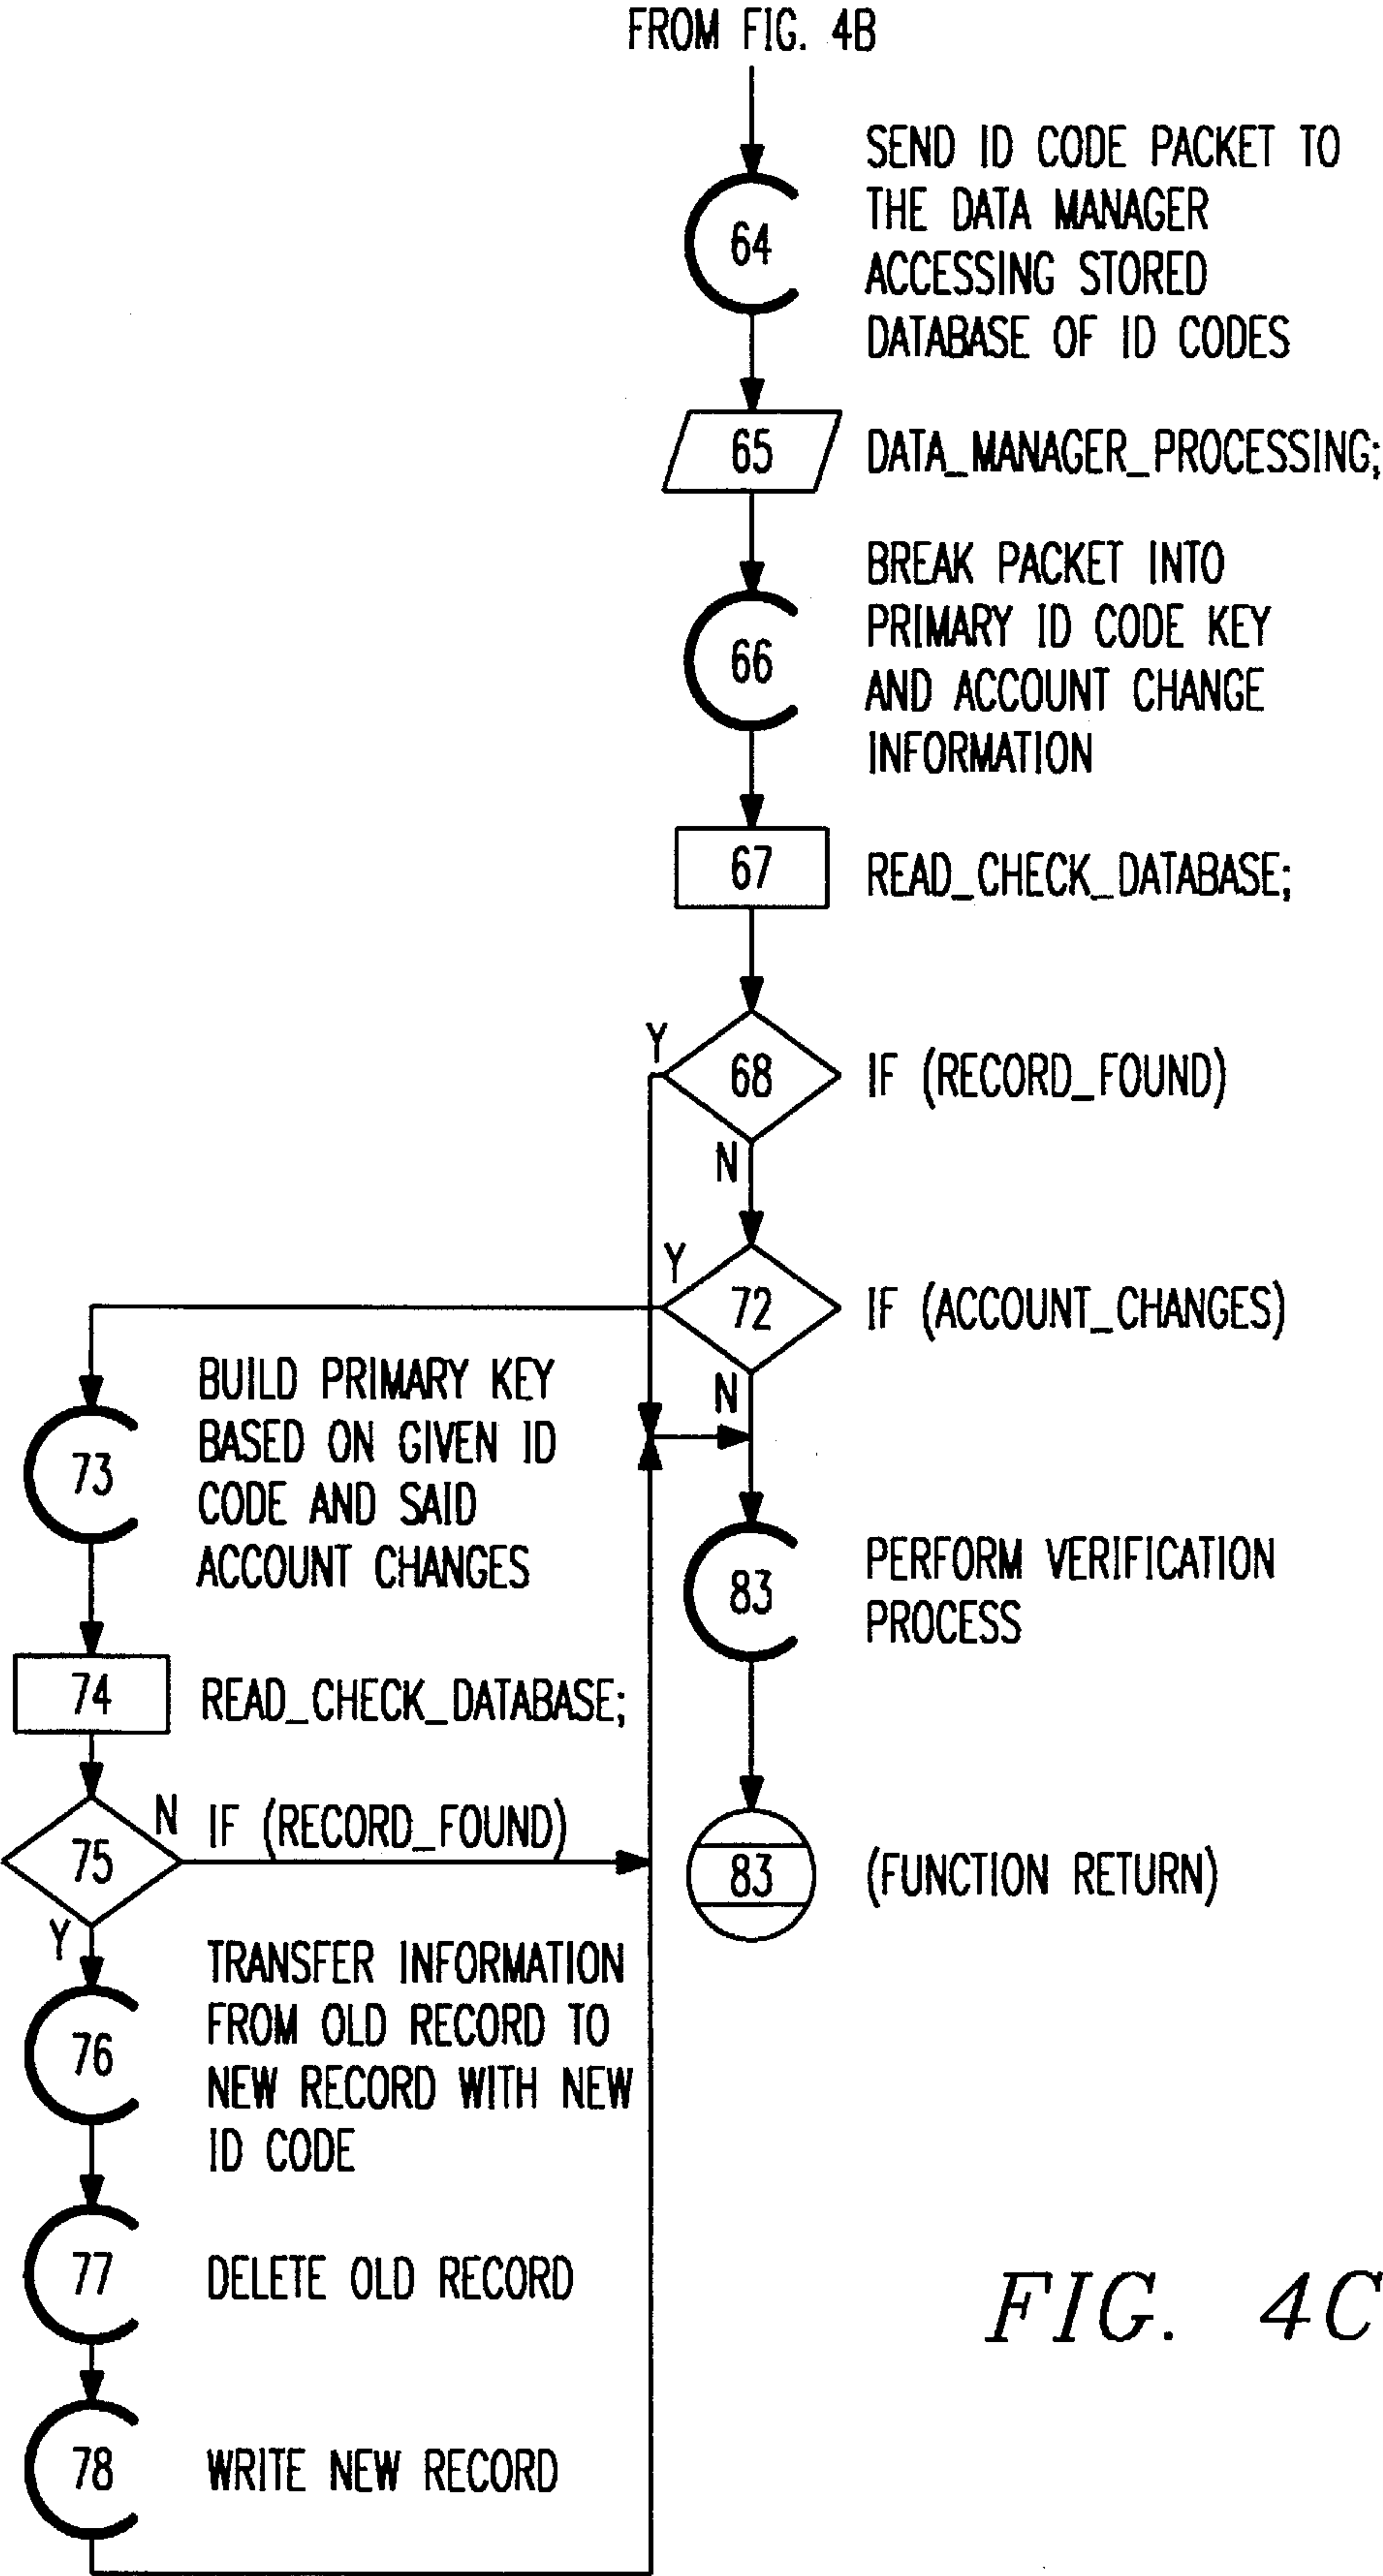 FROM FIG. 4B
64
SEND ID CODE PACKET TO
THE DATA MANAGER
ACCESSING STORED
DATABASE OF ID CODES
65
DATA_MANAGER_PROCESSING;
66
BREAK PACKET INTO
PRIMARY ID CODE KEY
AND ACCOUNT CHANGE
INFORMATION
67
READ_CHECK_DATABASE;
Y
68
IF (RECORD_FOUND)
N
Y
72
IF (ACCOUNT_CHANGES)
N
73
BUILD PRIMARY KEY
BASED ON GIVEN ID
CODE AND SAID
ACCOUNT CHANGES
74
READ_CHECK_DATABASE;
75
N
IF (RECORD_FOUND)
Y
76
TRANSFER INFORMATION
FROM OLD RECORD TO
NEW RECORD WITH NEW
ID CODE
77
DELETE OLD RECORD
78
WRITE NEW RECORD
83
PERFORM VERIFICATION
PROCESS
83
(FUNCTION RETURN)
FIG. 4C